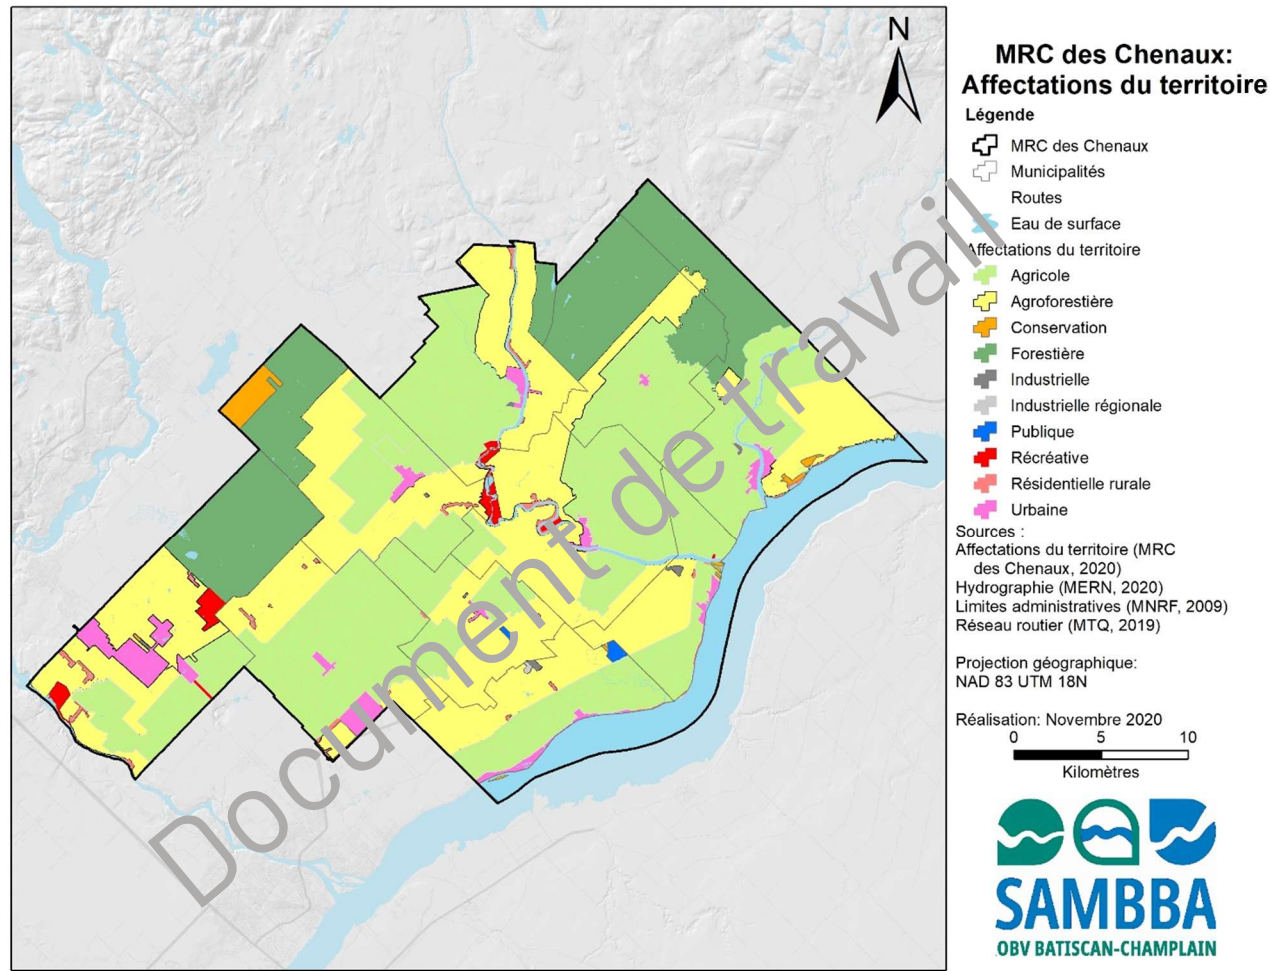 N
MRC des Chenaux:
Affectations du territoire
Légende
MRC des Chenaux
Municipalités
Routes
Eau de surface
Affectations du territoire
Agricole
Agroforestière
Conservation
Forestière
Industrielle
Industrielle régionale
Publique
Récréative
Résidentielle rurale
Urbaine
Sources :
Affectations du territoire (MRC
des Chenaux, 2020)
Hydrographie (MERN, 2020)
Limites administratives (MNRF, 2009)
Réseau routier (MTQ, 2019)
Projection géographique:
NAD 83 UTM 18N
Réalisation: Novembre 2020
0 5 10
Kilomètres
SAMBBA
OBV BATISCAN-CHAMPLAIN
Document de travail